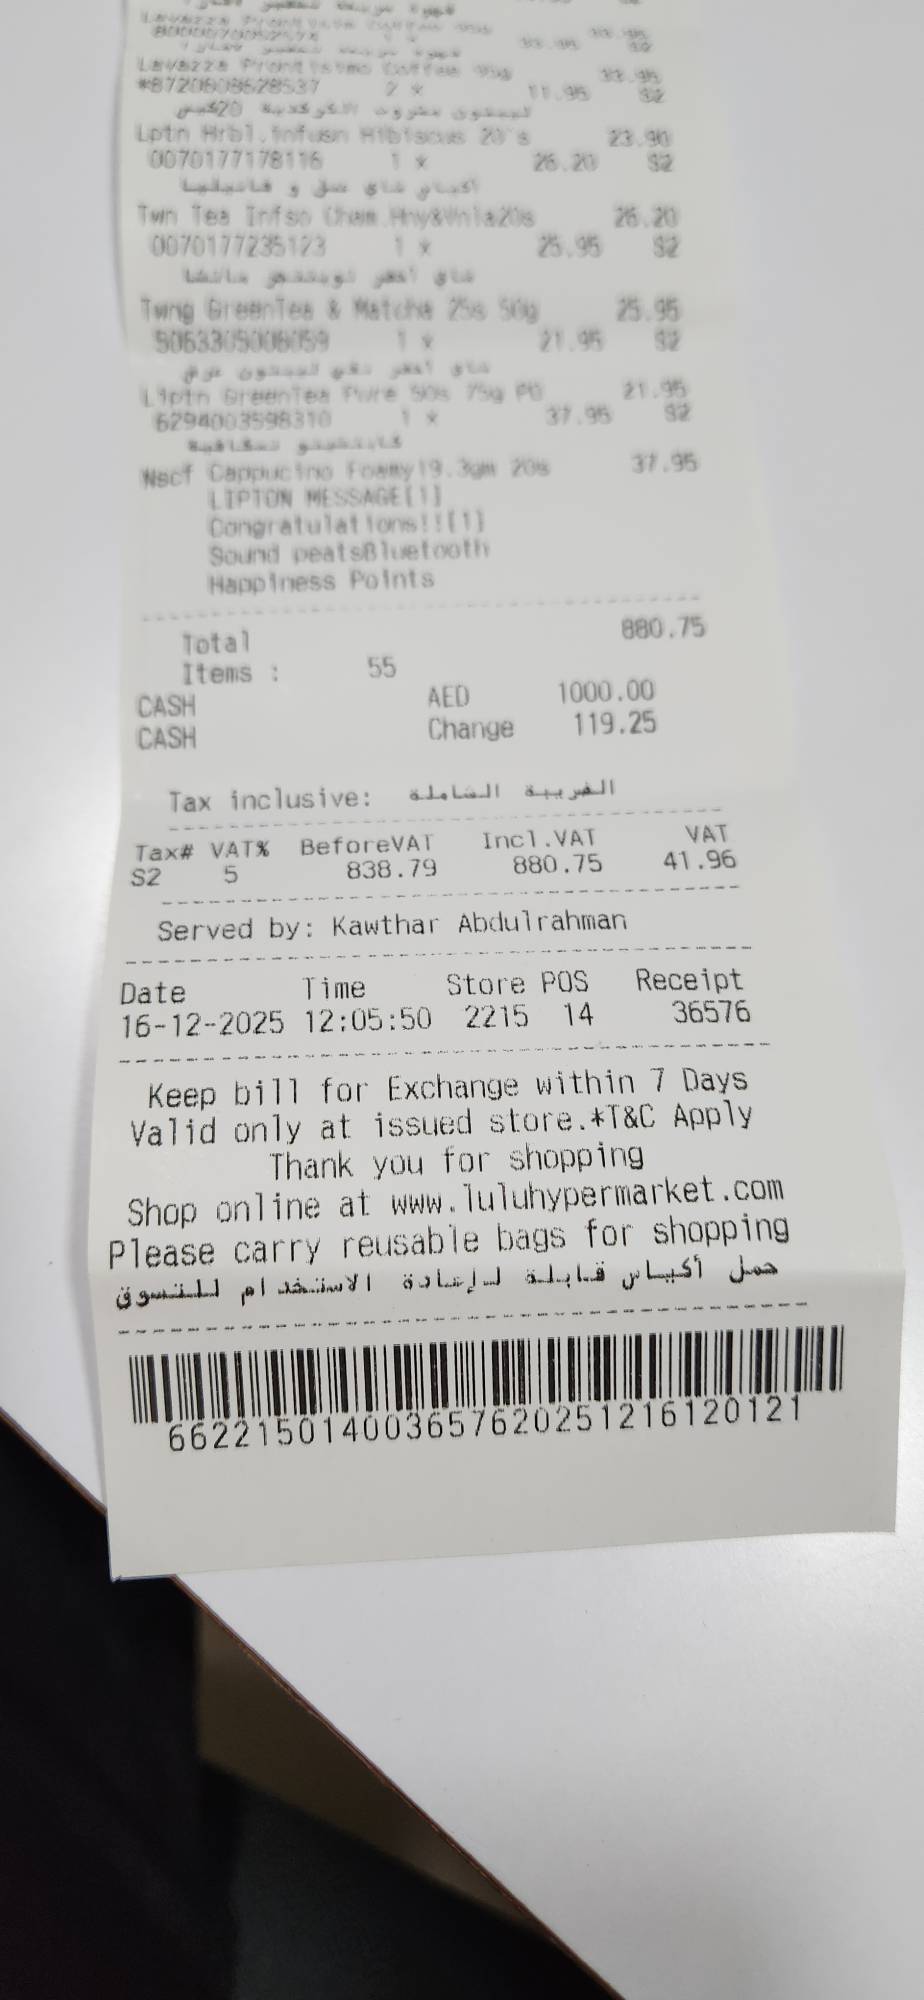 Lavazza Prontissimo Coffee 95g
*8720608628537 2 * 11.95 S2
Lptn Hrbl.infusn Hibiscus 20's 23.90
0070177178116 1 * 26.20 S2
Twn Tea Infsn Cham.Hny&Vnla20s 26.20
0070177235123 1 * 25.95 S2
Twng GreenTea & Matcha 25s 50g 25.95
1 * 21.95 S2
Liptn GreenTea Pure 50s 75g 21.95
6294003598310 1 * 37.95 S2
Nscf Cappucino Foamy19.3gm 20s 37.95
LIPTON MESSAGE[1]
Congratulations!![1]
Sound peatsBluetooth
Happiness Points
Total 880.75
Items : 55
CASH AED 1000.00
CASH Change 119.25
Tax inclusive: الضريبة الشاملة
Tax# VAT% BeforeVAT Incl.VAT VAT
S2 5 838.79 880.75 41.96
Served by: Kawthar Abdulrahman
Date Time Store POS Receipt
16-12-2025 12:05:50 2215 14 36576
Keep bill for Exchange within 7 Days
Valid only at issued store.*T&C Apply
Thank you for shopping
Shop online at www.luluhypermarket.com
Please carry reusable bags for shopping
حمل أكياس قابلة لإعادة الاستخدام للتسوق
662215014003657620251216120121